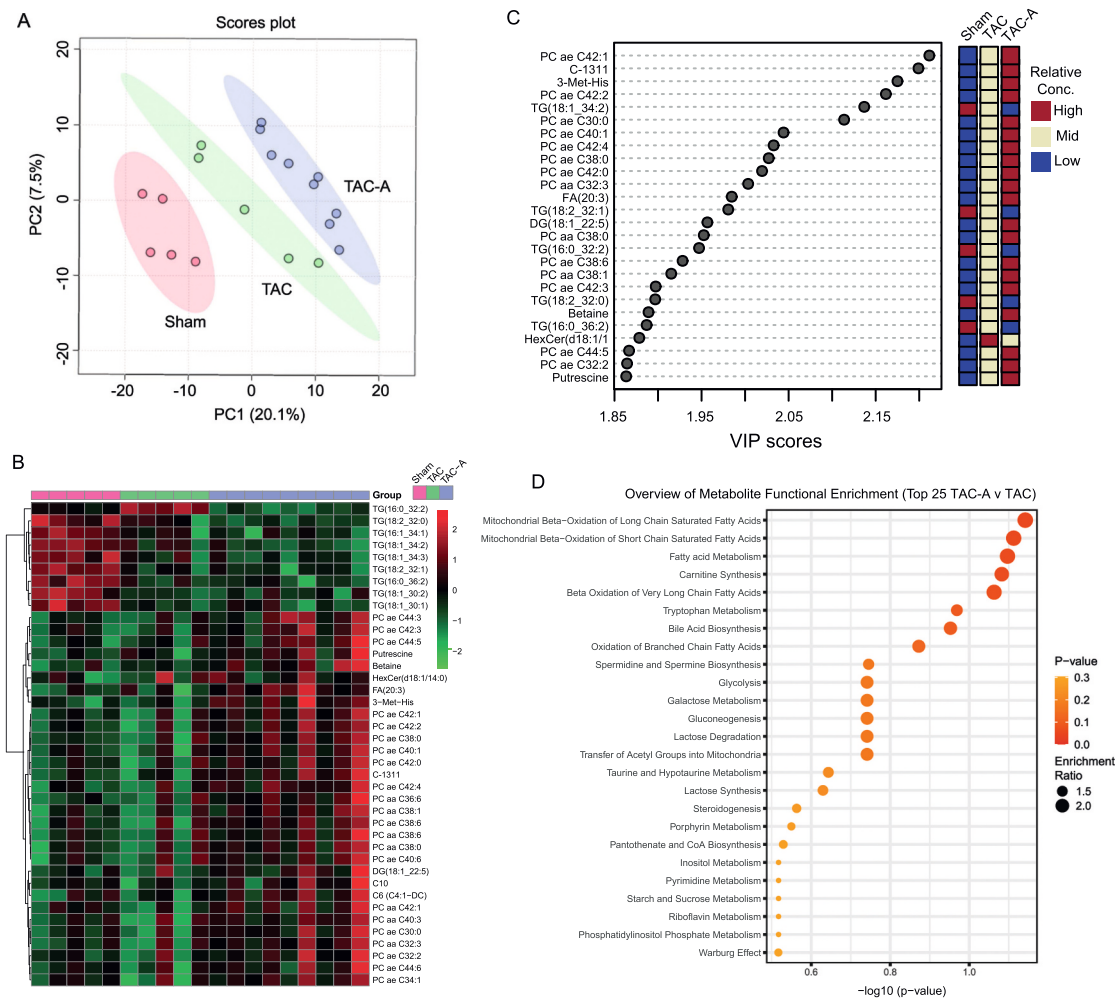 A
Scores plot
20
10
0
-10
-20
PC2 (7.5%)
TAC-A
TAC
Sham
-20
-10
0
10
20
PC1 (20.1%)
C
Sham
TAC
TAC-A
PC ae C42:1
C-1311
3-Met-His
PC ae C42:2
TG(18:1_34:2)
PC ae C30:0
PC ae C40:1
PC ae C42:4
PC ae C38:0
PC ae C42:0
PC aa C32:3
FA(20:3)
TG(18:2_32:1)
DG(18:1_22:5)
PC aa C38:0
TG(16:0_32:2)
PC ae C38:6
PC aa C38:1
PC ae C42:3
TG(18:2_32:0)
Betaine
TG(16:0_36:2)
HexCer(d18:1/1
PC ae C44:5
PC ae C32:2
Putrescine
1.85
1.95
2.05
2.15
VIP scores
Relative
Conc.
High
Mid
Low
B
Sham
TAC
TAC-A
Group
TG(16:0_32:2)
TG(18:2_32:0)
TG(16:1_34:1)
TG(18:1_34:2)
TG(18:1_34:3)
TG(18:2_32:1)
TG(16:0_36:2)
TG(18:1_30:2)
TG(18:1_30:1)
PC ae C44:3
PC ae C42:3
PC ae C44:5
Putrescine
Betaine
HexCer(d18:1/14:0)
FA(20:3)
3-Met-His
PC ae C42:1
PC ae C42:2
PC ae C38:0
PC ae C40:1
PC ae C42:0
C-1311
PC ae C42:4
PC aa C36:6
PC aa C38:1
PC ae C38:6
PC aa C38:6
PC aa C38:0
PC ae C40:6
DG(18:1_22:5)
C10
C6 (C4:1-DC)
PC aa C42:1
PC aa C40:3
PC ae C30:0
PC aa C32:3
PC ae C32:2
PC ae C44:6
PC ae C34:1
2
1
0
-1
-2
D
Overview of Metabolite Functional Enrichment (Top 25 TAC-A v TAC)
Mitochondrial Beta-Oxidation of Long Chain Saturated Fatty Acids
Mitochondrial Beta-Oxidation of Short Chain Saturated Fatty Acids
Fatty acid Metabolism
Carnitine Synthesis
Beta Oxidation of Very Long Chain Fatty Acids
Tryptophan Metabolism
Bile Acid Biosynthesis
Oxidation of Branched Chain Fatty Acids
Spermidine and Spermine Biosynthesis
Glycolysis
Galactose Metabolism
Gluconeogenesis
Lactose Degradation
Transfer of Acetyl Groups into Mitochondria
Taurine and Hypotaurine Metabolism
Lactose Synthesis
Steroidogenesis
Porphyrin Metabolism
Pantothenate and CoA Biosynthesis
Inositol Metabolism
Pyrimidine Metabolism
Starch and Sucrose Metabolism
Riboflavin Metabolism
Phosphatidylinositol Phosphate Metabolism
Warburg Effect
0.6
0.8
1.0
-log10 (p-value)
P-value
0.3
0.2
0.1
0.0
Enrichment
Ratio
1.5
2.0